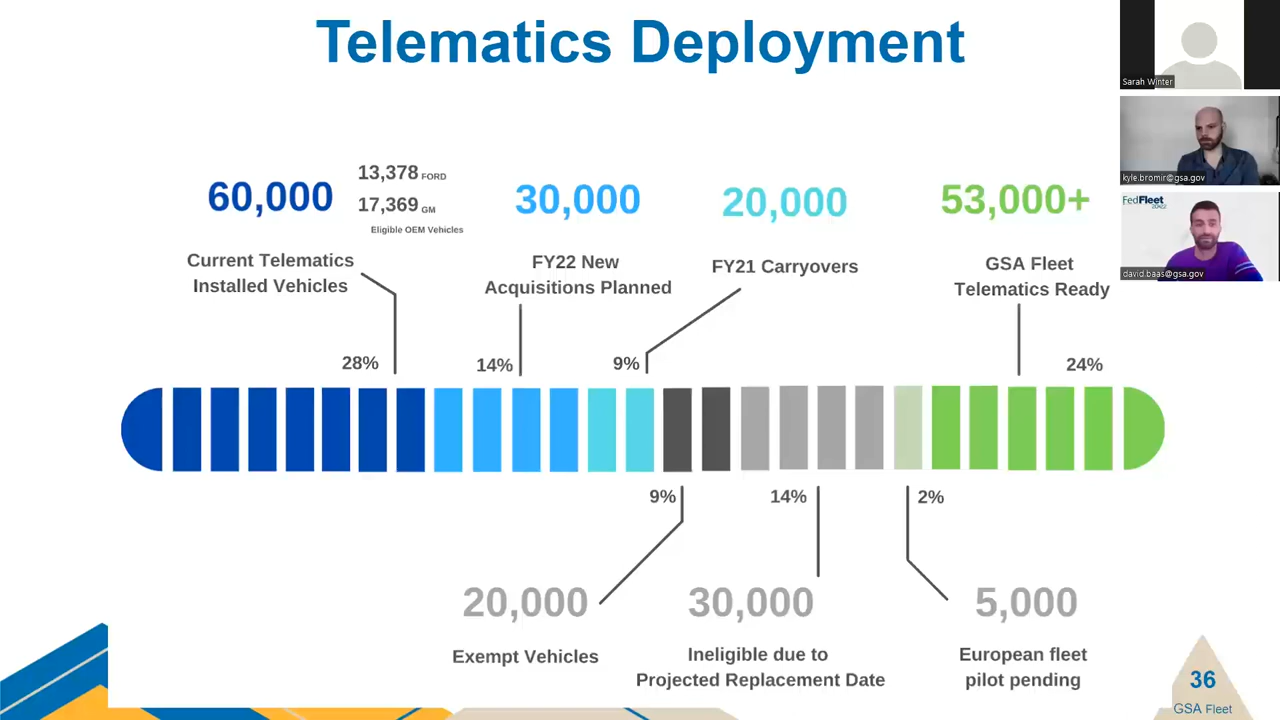 Telematics Deployment
60,000
13,378 FORD
17,369 GM
Eligible OEM Vehicles
30,000
20,000
53,000+
Current Telematics
Installed Vehicles
FY22 New
Acquisitions Planned
FY21 Carryovers
GSA Fleet
Telematics Ready
28%
14%
9%
24%
9%
14%
2%
20,000
30,000
5,000
Exempt Vehicles
Ineligible due to
Projected Replacement Date
European fleet
pilot pending
36
GSA Fleet
Sarah Winter
kyle.bromir@gsa.gov
FedFleet
david.baas@gsa.gov